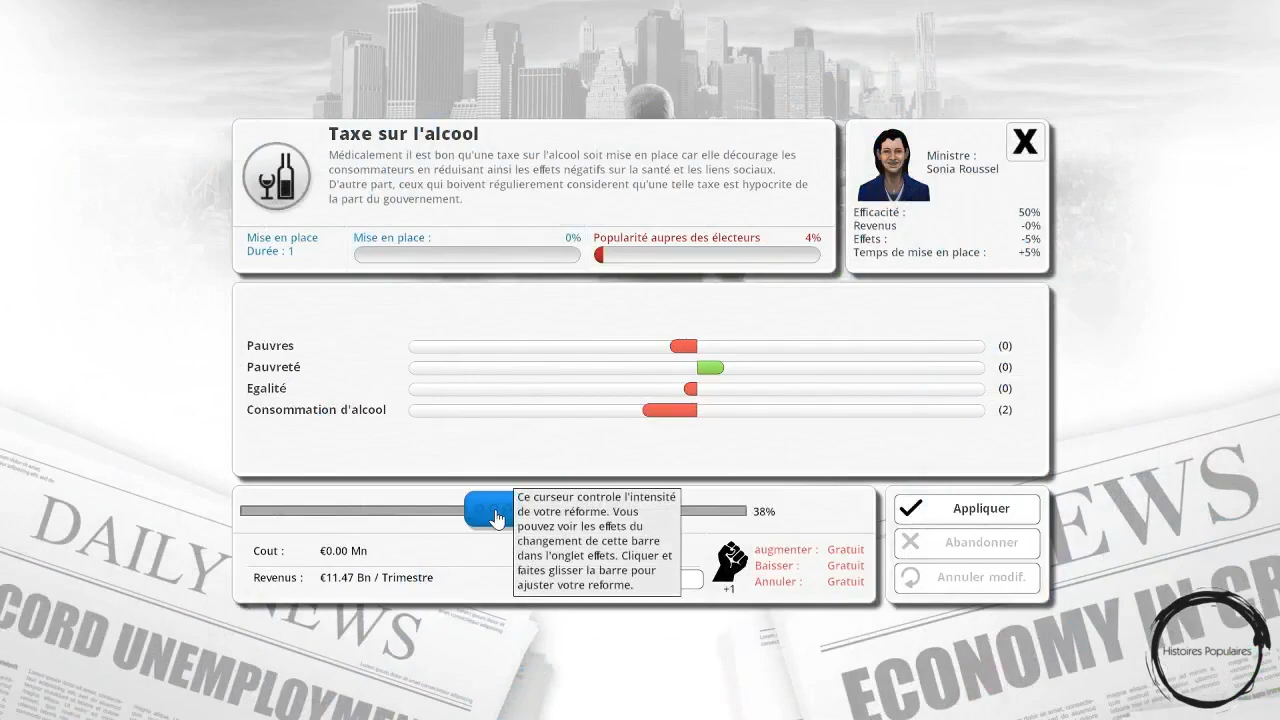 Taxe sur l'alcool
Médicalement il est bon qu'une taxe sur l'alcool soit mise en place car elle décourage les
consommateurs en réduisant ainsi les effets négatifs sur la santé et les liens sociaux.
D'autre part, ceux qui boivent régulierement considerent qu'une telle taxe est hypocrite de
la part du gouvernement.
Mise en place
Durée : 1
Mise en place : 0%
Popularité aupres des électeurs 4%
X
Ministre :
Sonia Roussel
Efficacité : 50%
Revenus -0%
Effets : -5%
Temps de mise en place : +5%
Pauvres (0)
Pauvreté (0)
Egalité (0)
Consommation d'alcool (2)
38%
Ce curseur controle l'intensité
de votre réforme. Vous
pouvez voir les effets du
changement de cette barre
dans l'onglet effets. Cliquer et
faites glisser la barre pour
ajuster votre reforme.
Cout : €0.00 Mn
Revenus : €11.47 Bn / Trimestre
+1
augmenter : Gratuit
Baisser : Gratuit
Annuler : Gratuit
Appliquer
Abandonner
Annuler modif.
DAILY NEWS
CORD UNEMPLOYM
NEWS
ECONOMY IN CR
Histoires Populaires